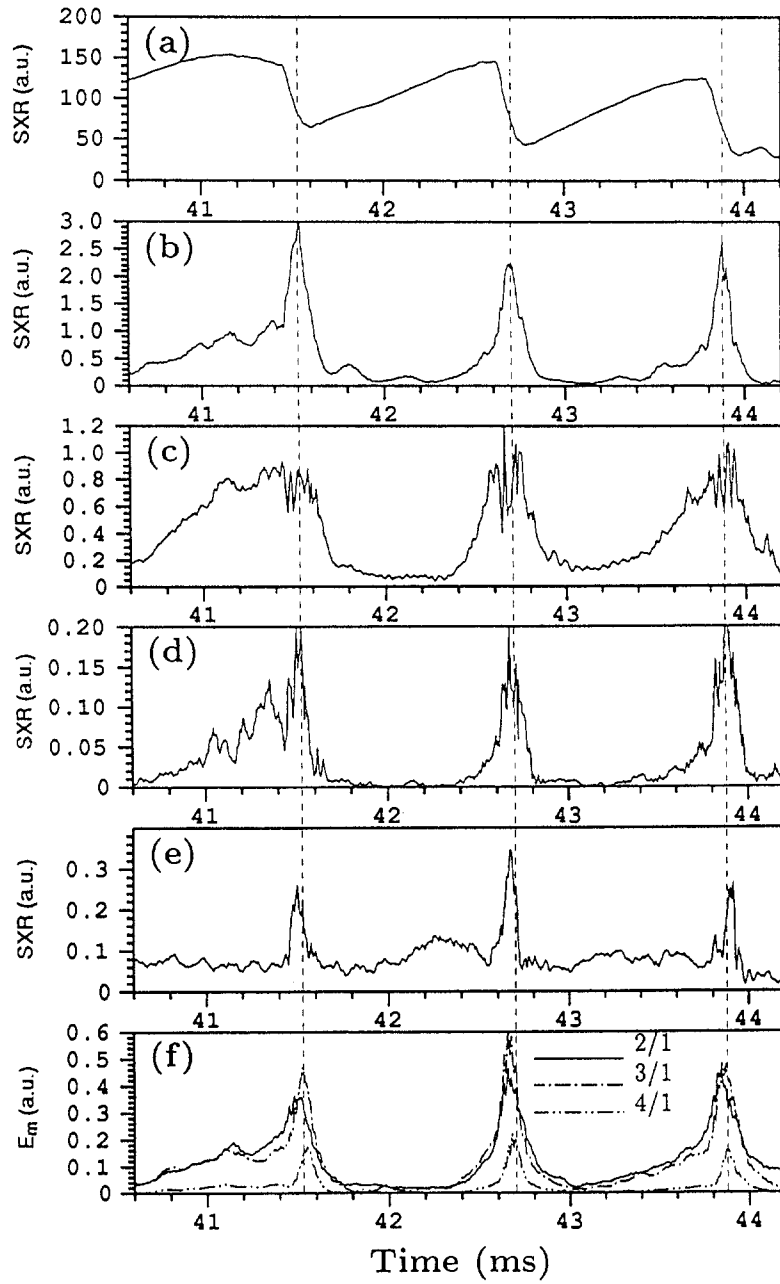 200
150
100
50
0
SXR (a.u.)
(a)
41 42 43 44
3.0
2.5
2.0
1.5
1.0
0.5
0
SXR (a.u.)
(b)
41 42 43 44
1.2
1.0
0.8
0.6
0.4
0.2
0
SXR (a.u.)
(c)
41 42 43 44
0.20
0.15
0.10
0.05
0
SXR (a.u.)
(d)
41 42 43 44
0.3
0.2
0.1
0
SXR (a.u.)
(e)
41 42 43 44
0.6
0.5
0.4
0.3
0.2
0.1
0
Em (a.u.)
(f)
2/1
3/1
4/1
41 42 43 44
Time (ms)